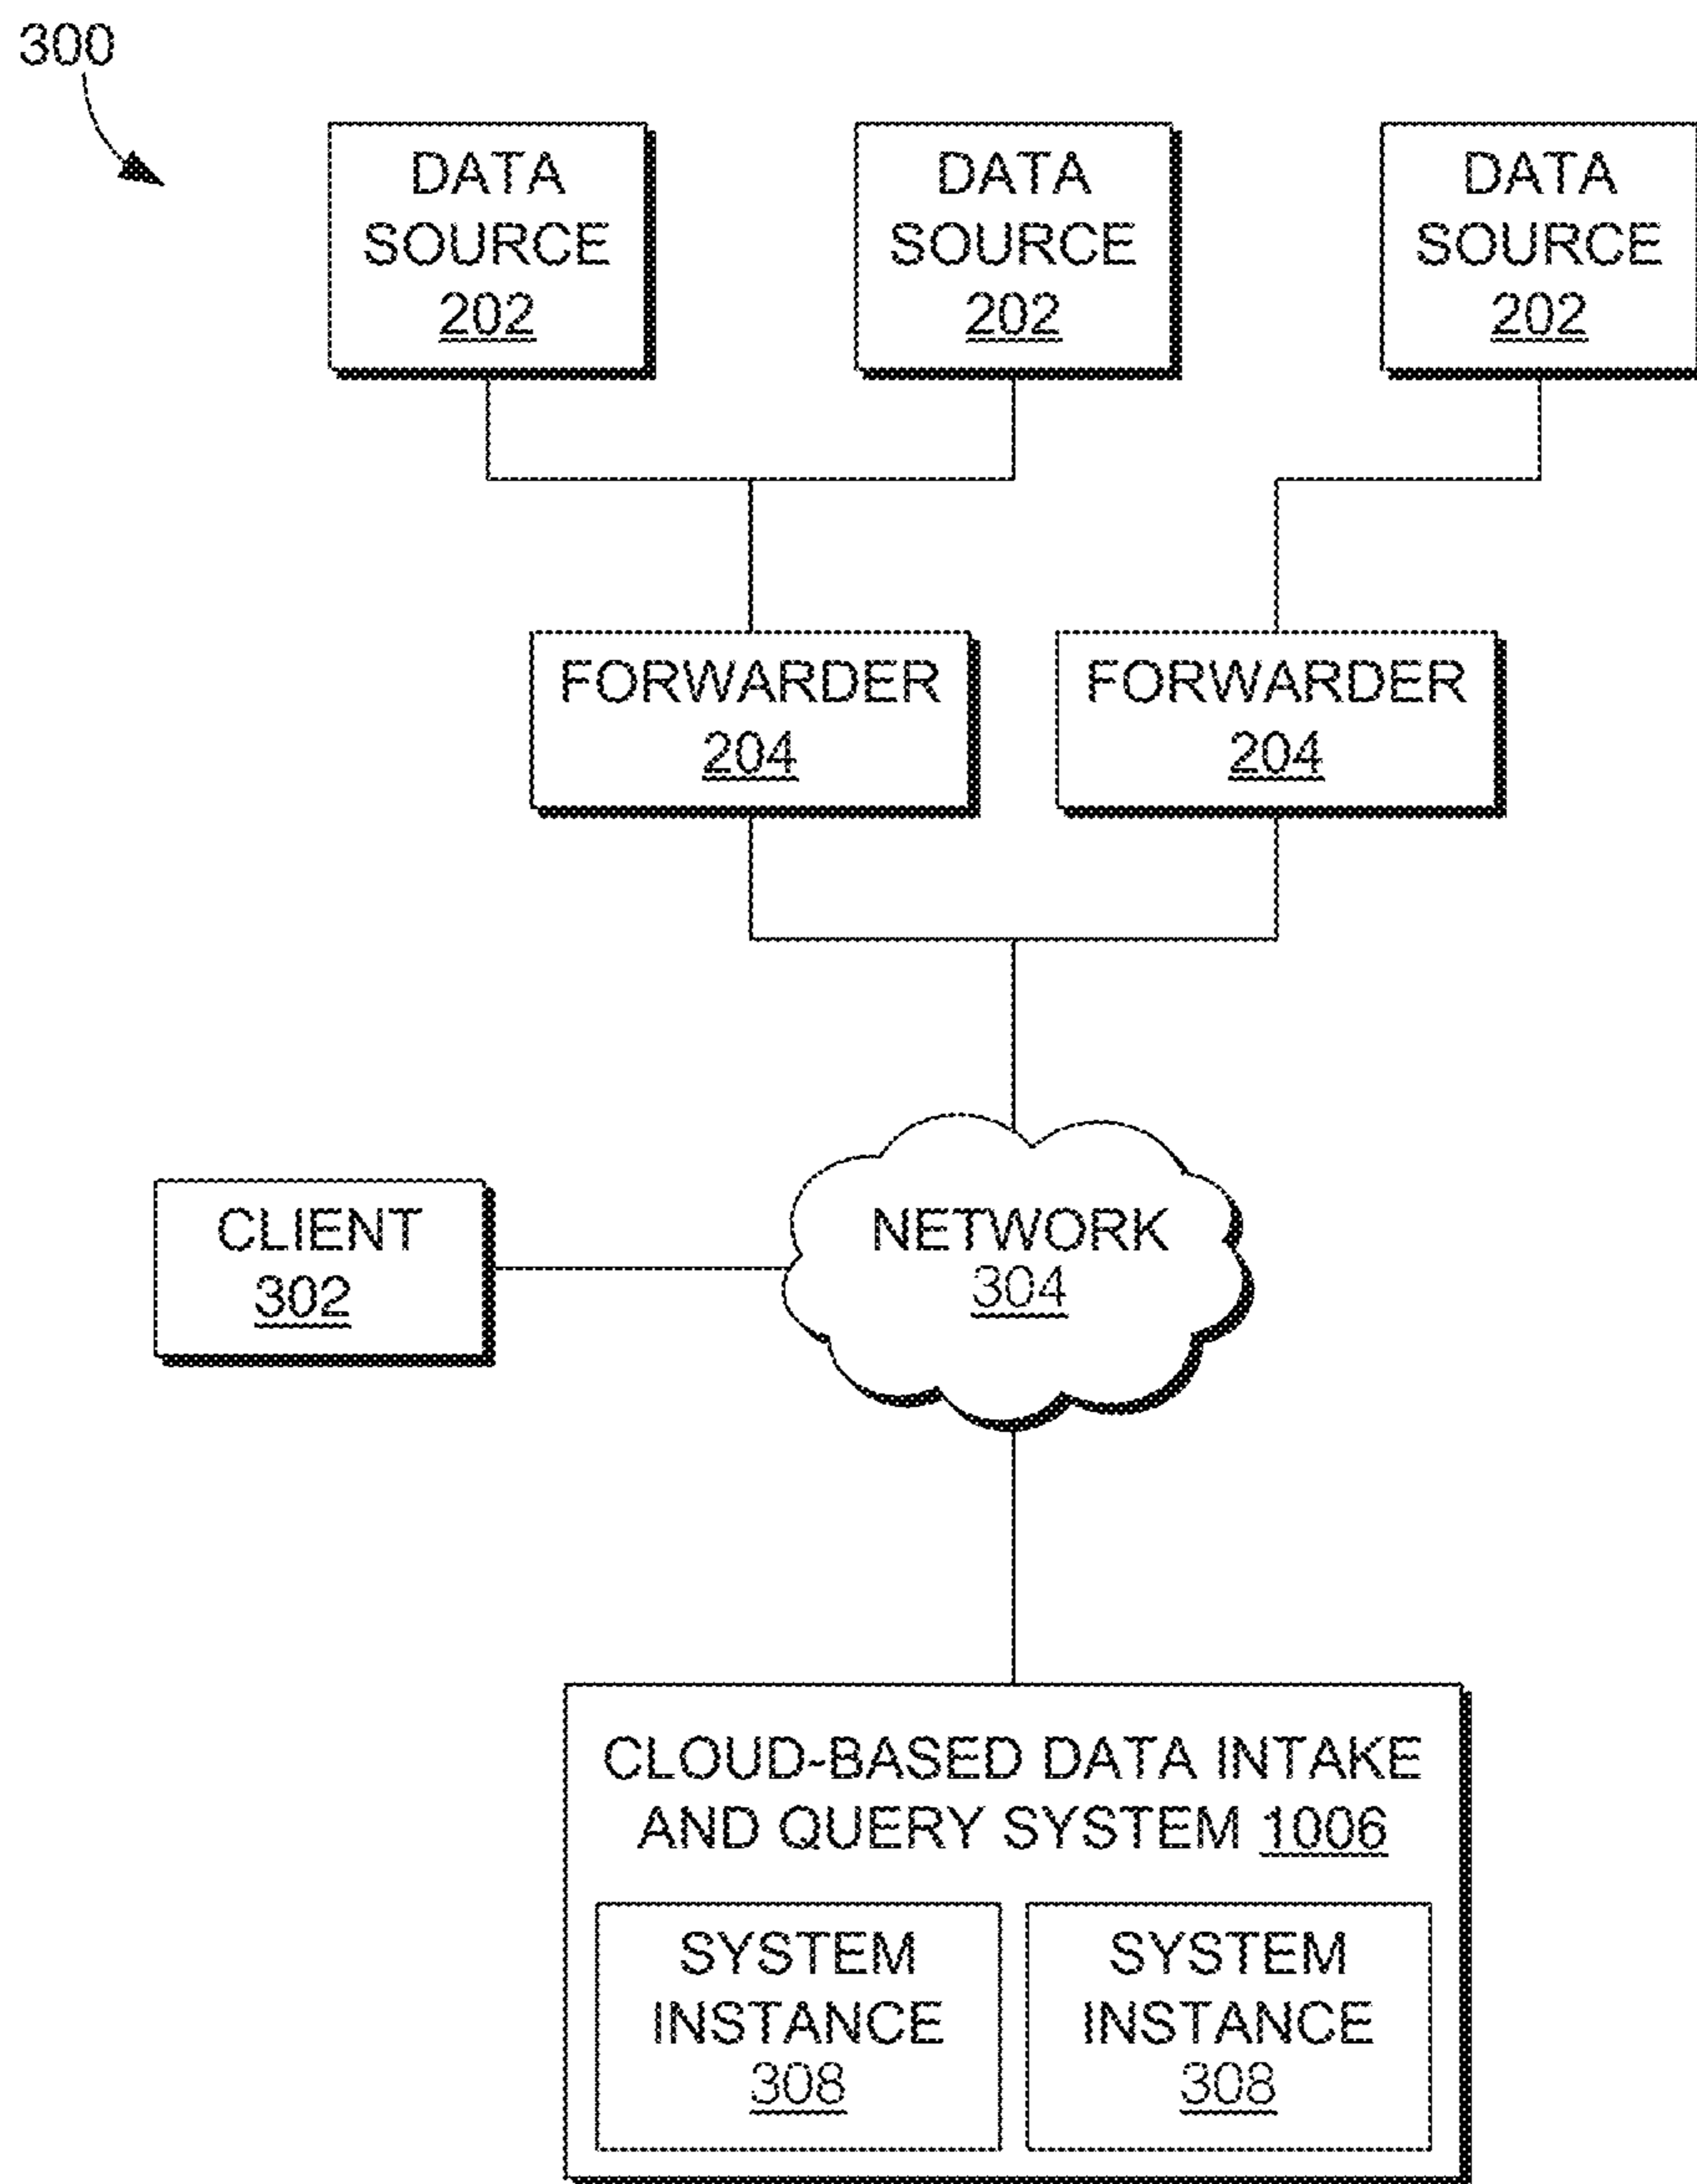 300
DATA
SOURCE
202
DATA
SOURCE
202
DATA
SOURCE
202
FORWARDER
204
FORWARDER
204
CLIENT
302
NETWORK
304
CLOUD-BASED DATA INTAKE
AND QUERY SYSTEM 1006
SYSTEM
INSTANCE
308
SYSTEM
INSTANCE
308